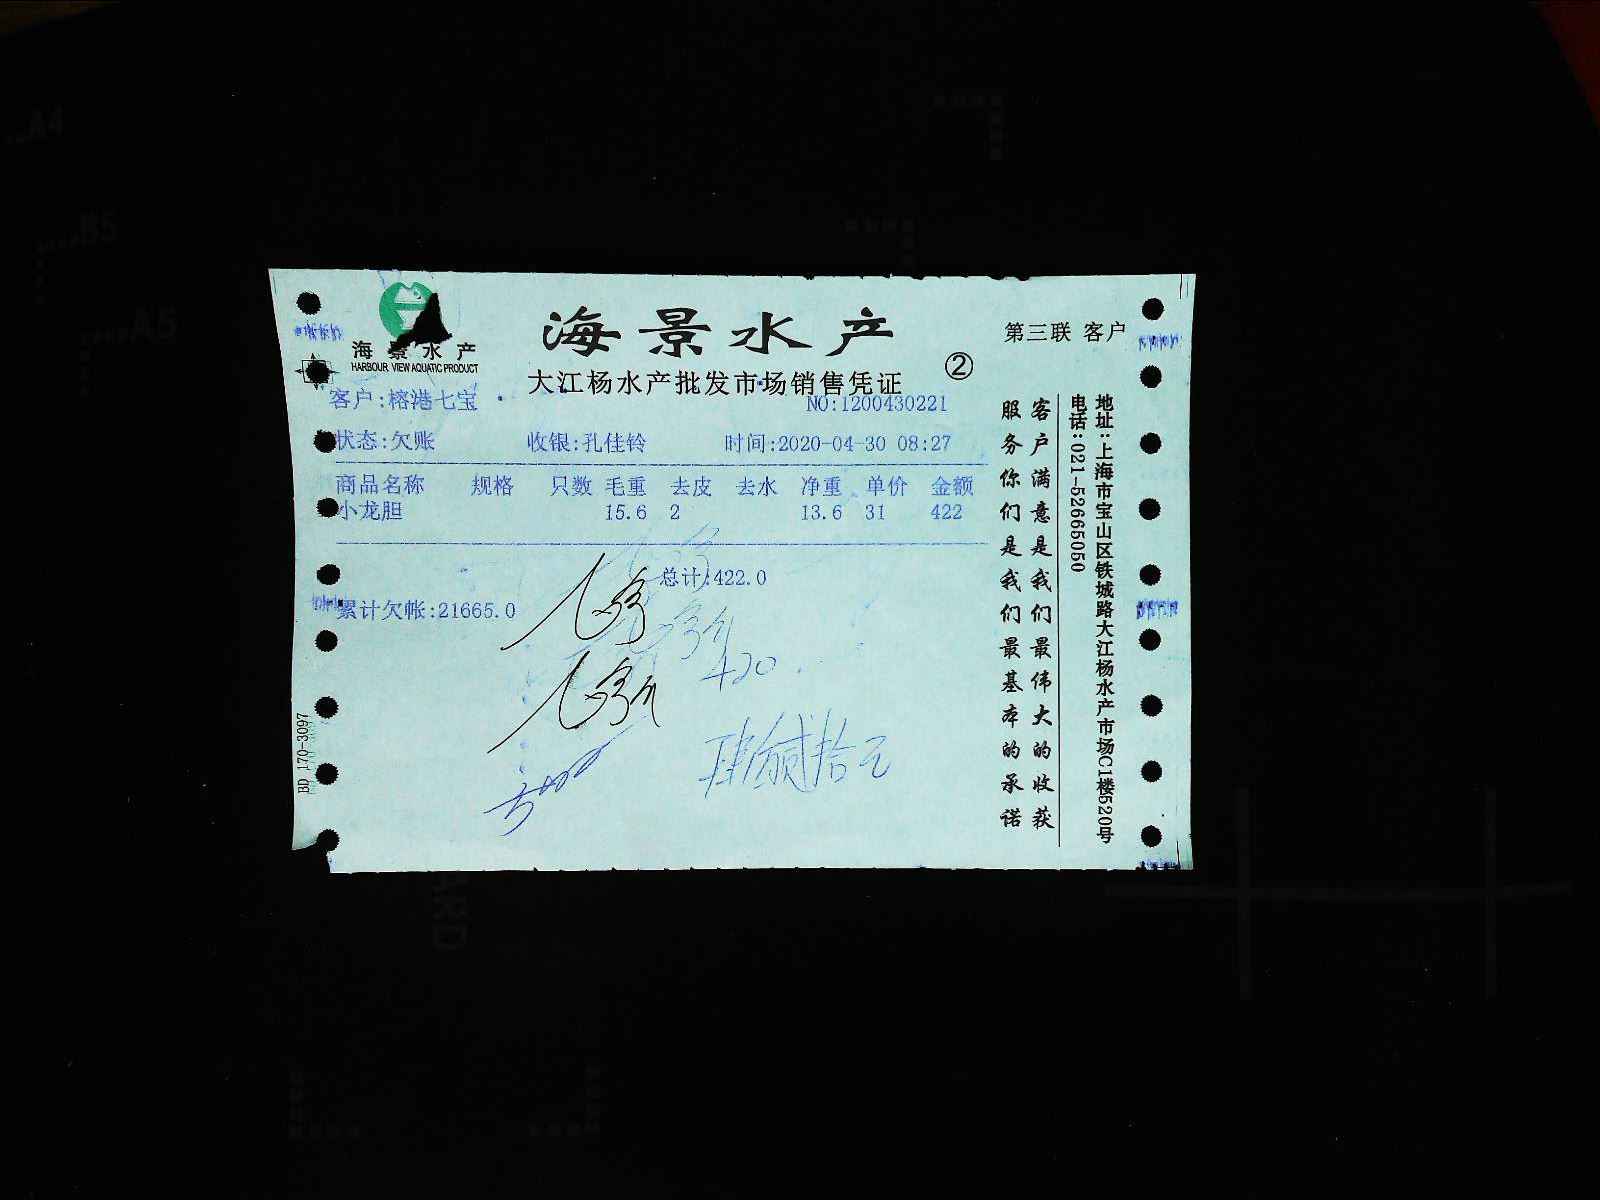 海景水产
HARBOUR VIEW AQUATIC PRODUCT
海景水产
大江杨水产批发市场销售凭证
②
第三联 客户
客户:榕港七宝
NO:1200430221
状态:欠账 收银:孔佳铃 时间:2020-04-30 08:27
商品名称 规格 只数 毛重 去皮 去水 净重 单价 金额
小龙胆 15.6 2 13.6 31 422
总计:422.0
累计欠帐:21665.0
420
肆佰贰拾元
客户满意是我们最伟大的收获
服务你们是我们最基本的承诺
地址:上海市宝山区铁城路大江杨水产市场C1楼520号
电话:021-52665050
BD 170-3097
A4
B5
A5